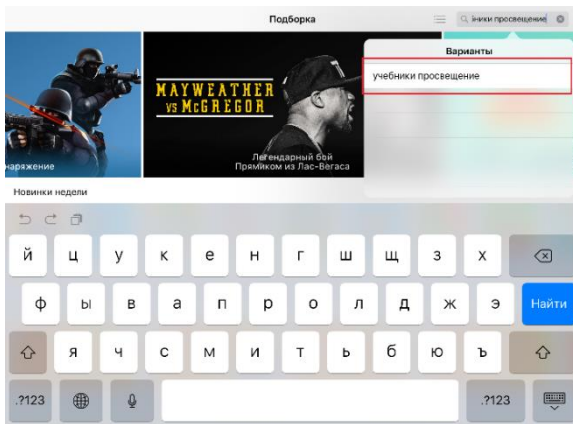 Подборка
іники просвещение
Варианты
учебники просвещение
MAYWEATHER
VS McGREGOR
Легендарный бой
Прямиком из Лас-Вегаса
наряжение
Новинки недели
й ц у к е н г ш щ з х
ф ы в а п р о л д ж э Найти
я ч с м и т ь б ю ъ
.?123 .?123